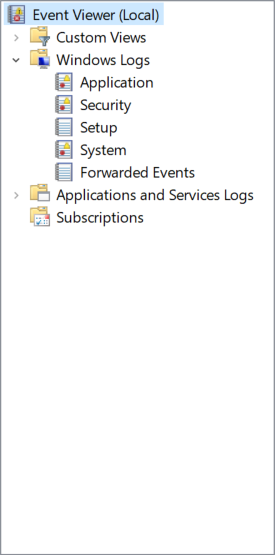 Event Viewer (Local)
Custom Views
Windows Logs
Application
Security
Setup
System
Forwarded Events
Applications and Services Logs
Subscriptions